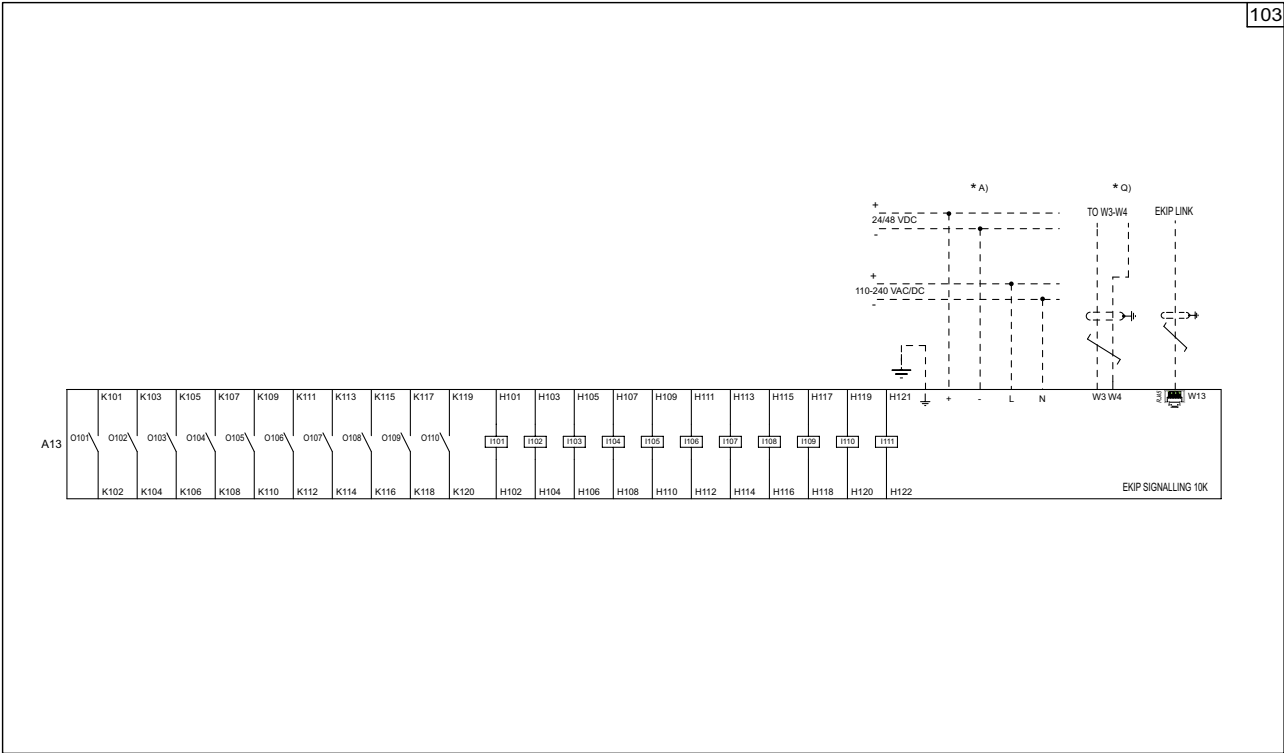 103
* A) * Q)
+
24/48 VDC
-
TO W3-W4 EKIP LINK
+
110-240 VAC/DC
-
K101 K103 K105 K107 K109 K111 K113 K115 K117 K119 H101 H103 H105 H107 H109 H111 H113 H115 H117 H119 H121 + - L N W3 W4 RJ45 W13
A13 O101 O102 O103 O104 O105 O106 O107 O108 O109 O110 I101 I102 I103 I104 I105 I106 I107 I108 I109 I110 I111
K102 K104 K106 K108 K110 K112 K114 K116 K118 K120 H102 H104 H106 H108 H110 H112 H114 H116 H118 H120 H122 EKIP SIGNALLING 10K